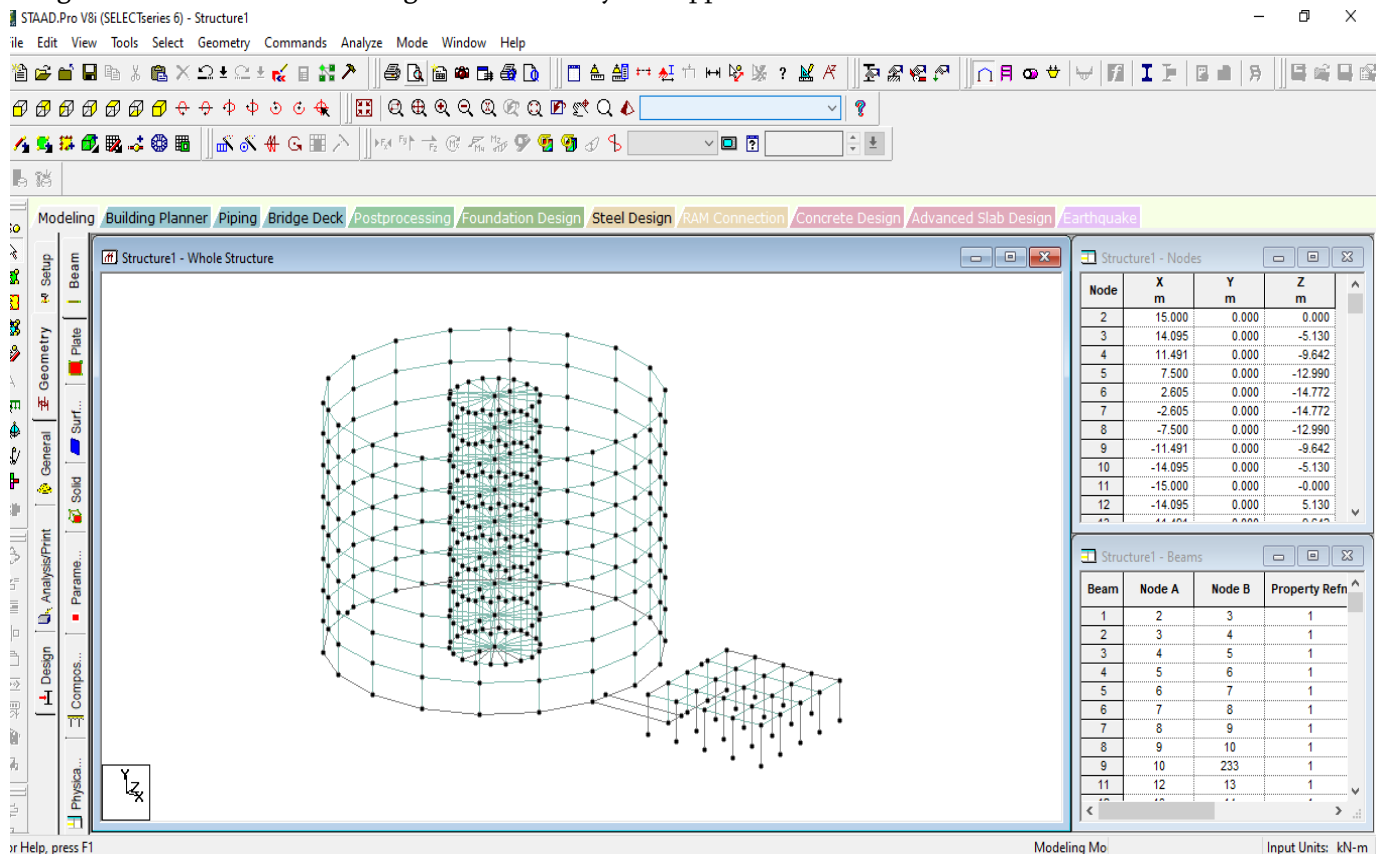 STAAD.Pro V8i (SELECTseries 6) - Structure1
File Edit View Tools Select Geometry Commands Analyze Mode Window Help
Modeling Building Planner Piping Bridge Deck Postprocessing Foundation Design Steel Design RAM Connection Concrete Design Advanced Slab Design Earthquake
Setup
Geometry
General
Analysis/Print
Design
Beam
Plate
Surf...
Solid
Parame...
Compos...
Physica...
Structure1 - Whole Structure
Y
Z
X
Structure1 - Nodes
Node X m Y m Z m
2 15.000 0.000 0.000
3 14.095 0.000 -5.130
4 11.491 0.000 -9.642
5 7.500 0.000 -12.990
6 2.605 0.000 -14.772
7 -2.605 0.000 -14.772
8 -7.500 0.000 -12.990
9 -11.491 0.000 -9.642
10 -14.095 0.000 -5.130
11 -15.000 0.000 -0.000
12 -14.095 0.000 5.130
Structure1 - Beams
Beam Node A Node B Property Refn
1 2 3 1
2 3 4 1
3 4 5 1
4 5 6 1
5 6 7 1
6 7 8 1
7 8 9 1
8 9 10 1
9 10 233 1
11 12 13 1
or Help, press F1
Modeling Mo
Input Units: kN-m